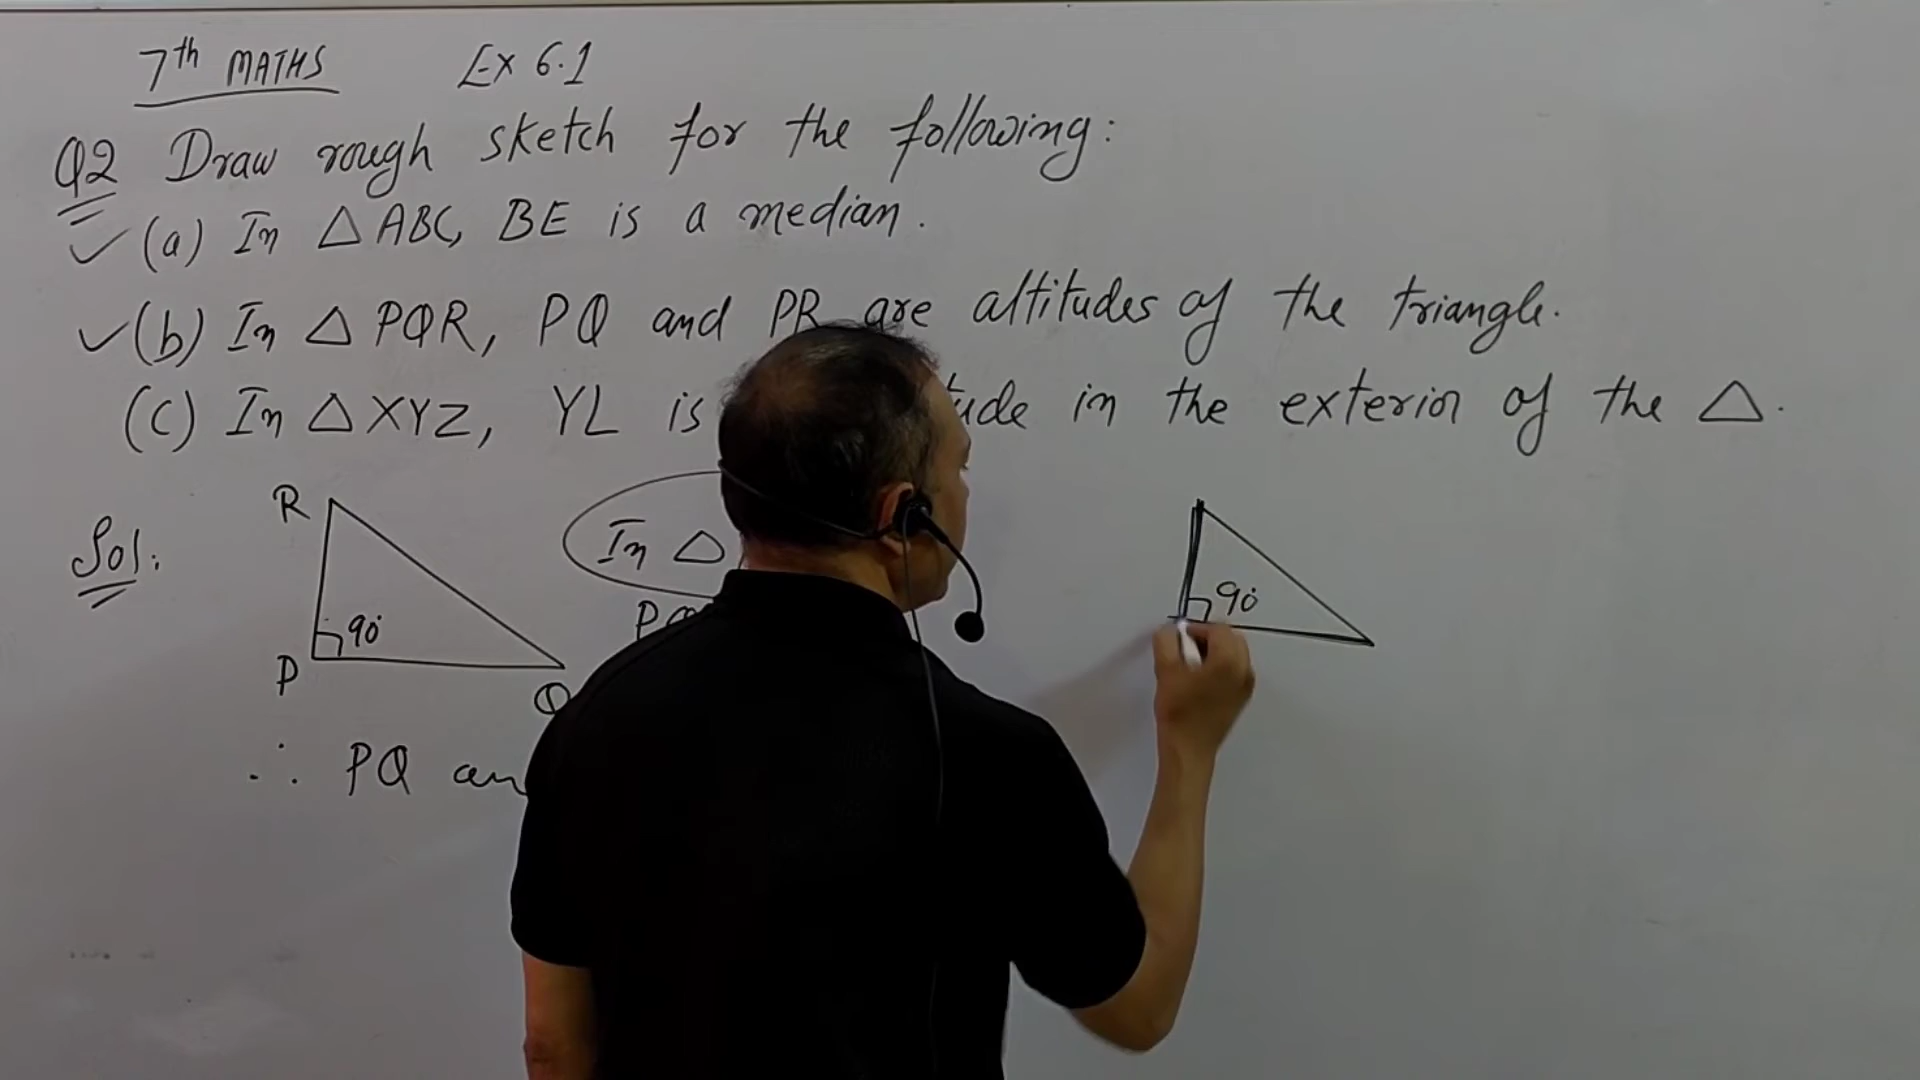 7th MATHS Ex 6.1
Q2 Draw rough sketch for the following:
(a) In △ABC, BE is a median.
(b) In △ PQR, PQ and PR are altitudes of the triangle.
(c) In △XYZ, YL is in the exterior of the △.
Sol.
R
In △
90°
90°
P
Q
∴ PQ